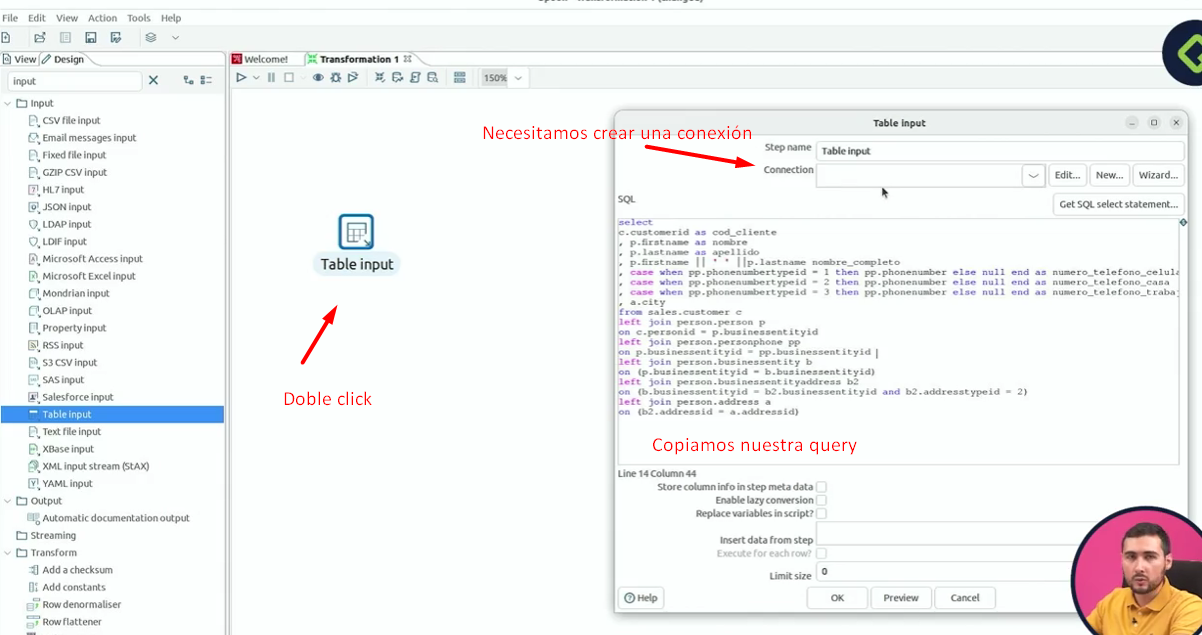 File Edit View Action Tools Help
View Design
Welcome! Transformation 1
input
150%
Input
CSV file input
Email messages input
Fixed file input
GZIP CSV input
HL7 input
JSON input
LDAP input
LDIF input
Microsoft Access input
Microsoft Excel input
Mondrian input
OLAP input
Property input
RSS input
S3 CSV input
SAS input
Salesforce input
Table input
Text file input
XBase input
XML input stream (StAX)
YAML input
Output
Automatic documentation output
Streaming
Transform
Add a checksum
Add constants
Row denormaliser
Row flattener
Table input
Doble click
Necesitamos crear una conexión
Table input
Step name Table input
Connection Edit... New... Wizard...
SQL Get SQL select statement...
select
c.customerid as cod_cliente
, p.firstname as nombre
, p.lastname as apellido
, p.firstname || ' ' ||p.lastname nombre_completo
, case when pp.phonenumbertypeid = 1 then pp.phonenumber else null end as numero_telefono_celula
, case when pp.phonenumbertypeid = 2 then pp.phonenumber else null end as numero_telefono_casa
, case when pp.phonenumbertypeid = 3 then pp.phonenumber else null end as numero_telefono_traba
, a.city
from sales.customer c
left join person.person p
on c.personid = p.businessentityid
left join person.personphone pp
on p.businessentityid = pp.businessentityid
left join person.businessentity b
on (p.businessentityid = b.businessentityid)
left join person.businessentityaddress b2
on (b.businessentityid = b2.businessentityid and b2.addresstypeid = 2)
left join person.address a
on (b2.addressid = a.addressid)
Copiamos nuestra query
Line 14 Column 44
Store column info in step meta data
Enable lazy conversion
Replace variables in script?
Insert data from step
Execute for each row?
Limit size 0
Help OK Preview Cancel